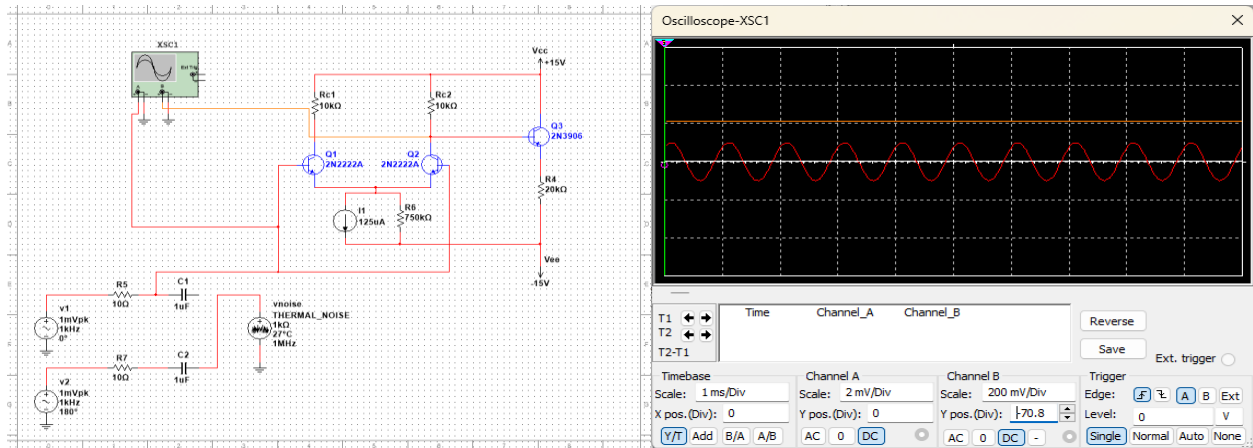 XSC1
Ext Trig
A
B
Vcc
+15V
Rc1
10kΩ
Rc2
10kΩ
Q3
2N3906
Q1
2N2222A
Q2
2N2222A
R4
20kΩ
I1
125uA
R6
750kΩ
Vee
-15V
R5
10Ω
C1
1uF
v1
1mVpk
1kHz
0°
vnoise
THERMAL_NOISE
1kΩ
27°C
1MHz
R7
10Ω
C2
1uF
v2
1mVpk
1kHz
180°
Oscilloscope-XSC1
Time Channel_A Channel_B
T1
T2
T2-T1
Reverse
Save
Ext. trigger
Timebase
Scale: 1 ms/Div
X pos.(Div): 0
Y/T Add B/A A/B
Channel A
Scale: 2 mV/Div
Y pos.(Div): 0
AC 0 DC
Channel B
Scale: 200 mV/Div
Y pos.(Div): -70.8
AC 0 DC -
Trigger
Edge: A B Ext
Level: 0 V
Single Normal Auto None